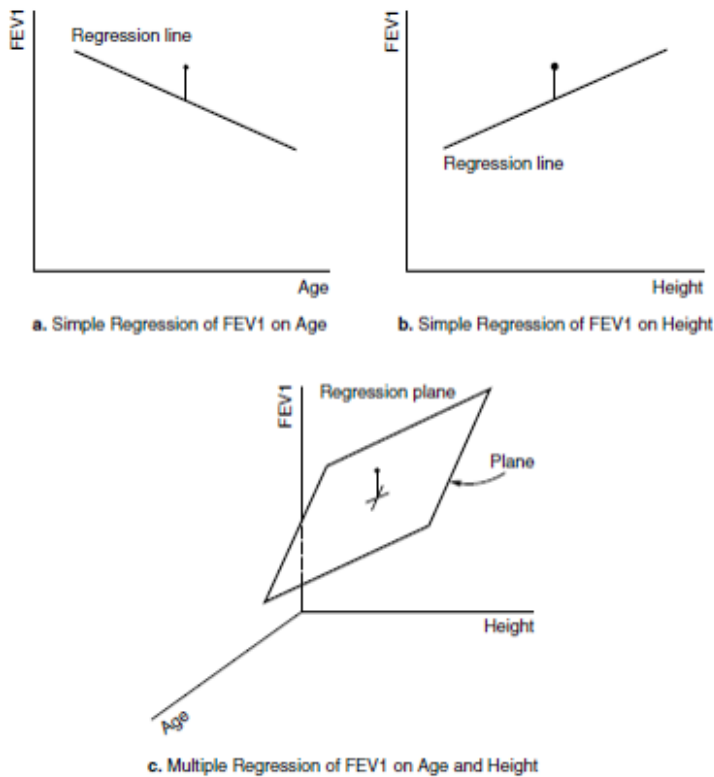 FEV1
Regression line
Age
a. Simple Regression of FEV1 on Age
FEV1
Regression line
Height
b. Simple Regression of FEV1 on Height
FEV1
Regression plane
Plane
Height
Age
c. Multiple Regression of FEV1 on Age and Height